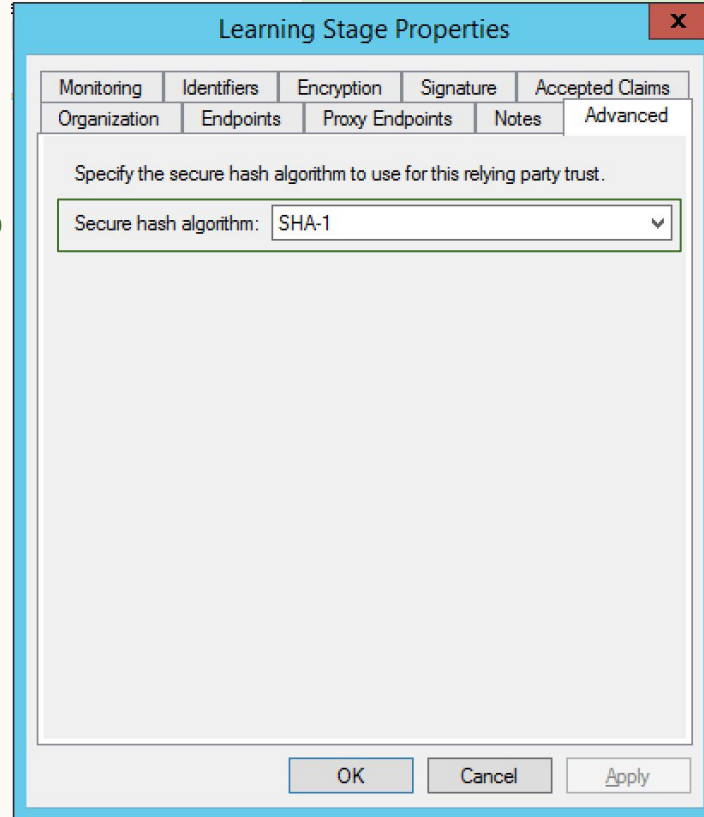 Learning Stage Properties
x
Monitoring Identifiers Encryption Signature Accepted Claims
Organization Endpoints Proxy Endpoints Notes Advanced
Specify the secure hash algorithm to use for this relying party trust.
Secure hash algorithm: SHA-1
OK Cancel Apply